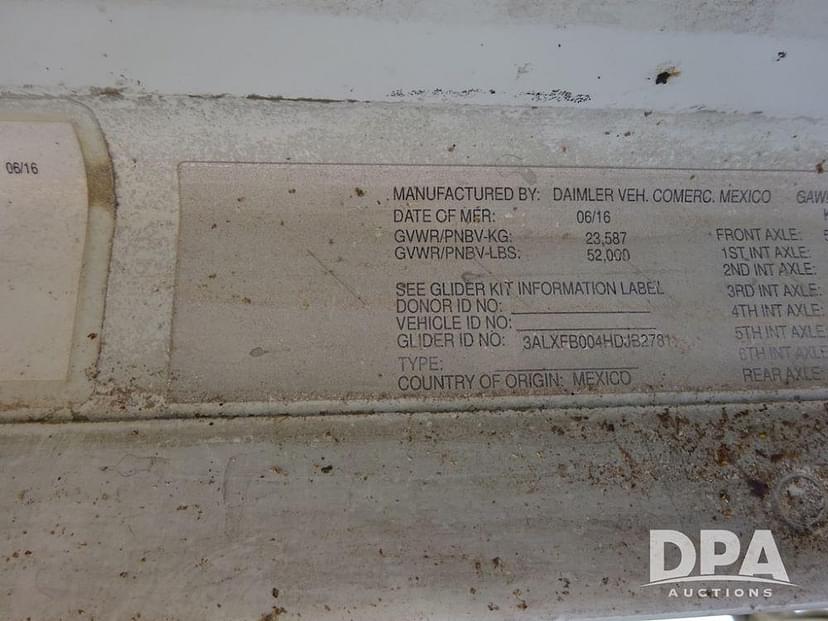 06/16
MANUFACTURED BY: DAIMLER VEH. COMERC. MEXICO
DATE OF MFR: 06/16
GVWR/PNBV-KG: 23,587
GVWR/PNBV-LBS: 52,000
SEE GLIDER KIT INFORMATION LABEL
DONOR ID NO:
VEHICLE ID NO:
GLIDER ID NO:
TYPE:
COUNTRY OF ORIGIN: MEXICO
FRONT AXLE:
1ST INT AXLE:
2ND INT AXLE:
3RD INT AXLE:
4TH INT AXLE:
5TH INT AXLE:
6TH INT AXLE:
REAR AXLE:
DPA
AUCTIONS